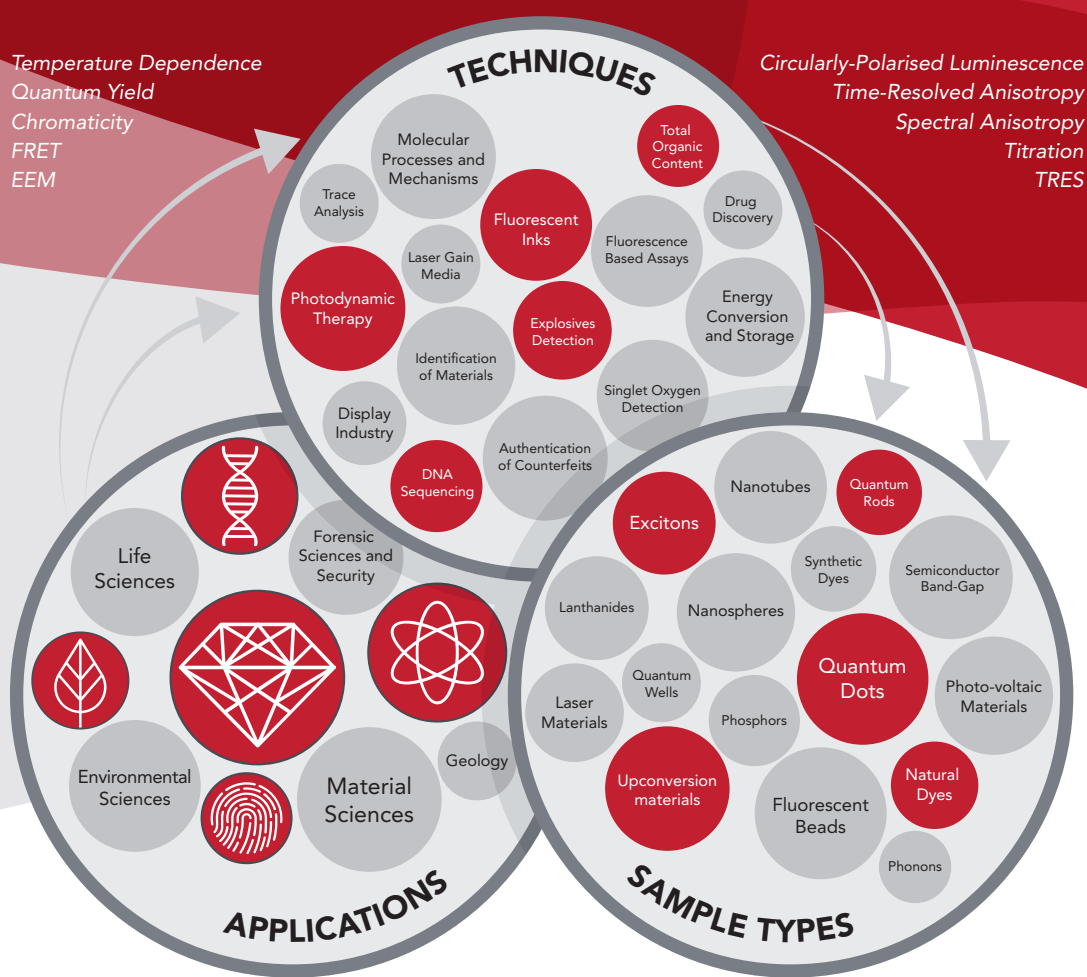 Temperature Dependence
Quantum Yield
Chromaticity
FRET
EEM
Circularly-Polarised Luminescence
Time-Resolved Anisotropy
Spectral Anisotropy
Titration
TRES
TECHNIQUES
Molecular
Processes and
Mechanisms
Total
Organic
Content
Trace
Analysis
Fluorescent
Inks
Drug
Discovery
Laser Gain
Media
Fluorescence
Based Assays
Photodynamic
Therapy
Explosives
Detection
Energy
Conversion
and Storage
Identification
of Materials
Singlet Oxygen
Detection
Display
Industry
Authentication
of Counterfeits
DNA
Sequencing
Life
Sciences
Forensic
Sciences and
Security
Environmental
Sciences
Material
Sciences
Geology
APPLICATIONS
Nanotubes
Quantum
Rods
Excitons
Synthetic
Dyes
Semiconductor
Band-Gap
Lanthanides
Nanospheres
Quantum
Dots
Quantum
Wells
Photo-voltaic
Materials
Laser
Materials
Phosphors
Upconversion
materials
Natural
Dyes
Fluorescent
Beads
Phonons
SAMPLE TYPES